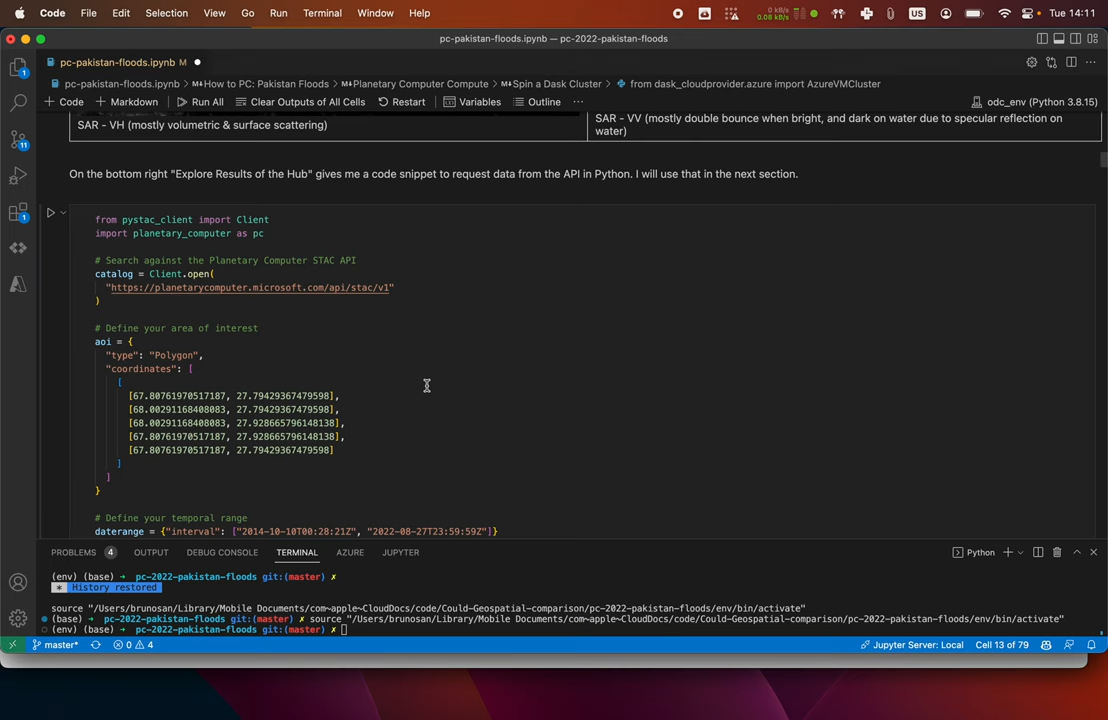 Code File Edit Selection View Go Run Terminal Window Help 0 kB/s 0.08 kB/s US Tue 14:11
pc-pakistan-floods.ipynb — pc-2022-pakistan-floods
1 pc-pakistan-floods.ipynb M
pc-pakistan-floods.ipynb > M↓How to PC: Pakistan Floods > M↓Planetary Computer Compute > M↓Spin a Dask Cluster > from dask_cloudprovider.azure import AzureVMCluster
+ Code + Markdown Run All Clear Outputs of All Cells Restart Variables Outline ··· odc_env (Python 3.8.15)
SAR - VH (mostly volumetric & surface scattering)
SAR - VV (mostly double bounce when bright, and dark on water due to specular reflection on
water)
11
On the bottom right "Explore Results of the Hub" gives me a code snippet to request data from the API in Python. I will use that in the next section.
1
from pystac_client import Client
import planetary_computer as pc
# Search against the Planetary Computer STAC API
catalog = Client.open(
"https://planetarycomputer.microsoft.com/api/stac/v1"
)
# Define your area of interest
aoi = {
"type": "Polygon",
"coordinates": [
[
[67.80761970517187, 27.79429367479598],
[68.00291168408083, 27.79429367479598],
[68.00291168408083, 27.928665796148138],
[67.80761970517187, 27.928665796148138],
[67.80761970517187, 27.79429367479598]
]
]
}
# Define your temporal range
daterange = {"interval": ["2014-10-10T00:28:21Z", "2022-08-27T23:59:59Z"]}
PROBLEMS 4 OUTPUT DEBUG CONSOLE TERMINAL AZURE JUPYTER Python
(env) (base) → pc-2022-pakistan-floods git:(master) ✗
* History restored
source "/Users/brunosan/Library/Mobile Documents/com~apple~CloudDocs/code/Could-Geospatial-comparison/pc-2022-pakistan-floods/env/bin/activate"
(base) → pc-2022-pakistan-floods git:(master) ✗ source "/Users/brunosan/Library/Mobile Documents/com~apple~CloudDocs/code/Could-Geospatial-comparison/pc-2022-pakistan-floods/env/bin/activate"
(env) (base) → pc-2022-pakistan-floods git:(master) ✗
master* 0 4 Jupyter Server: Local Cell 13 of 79